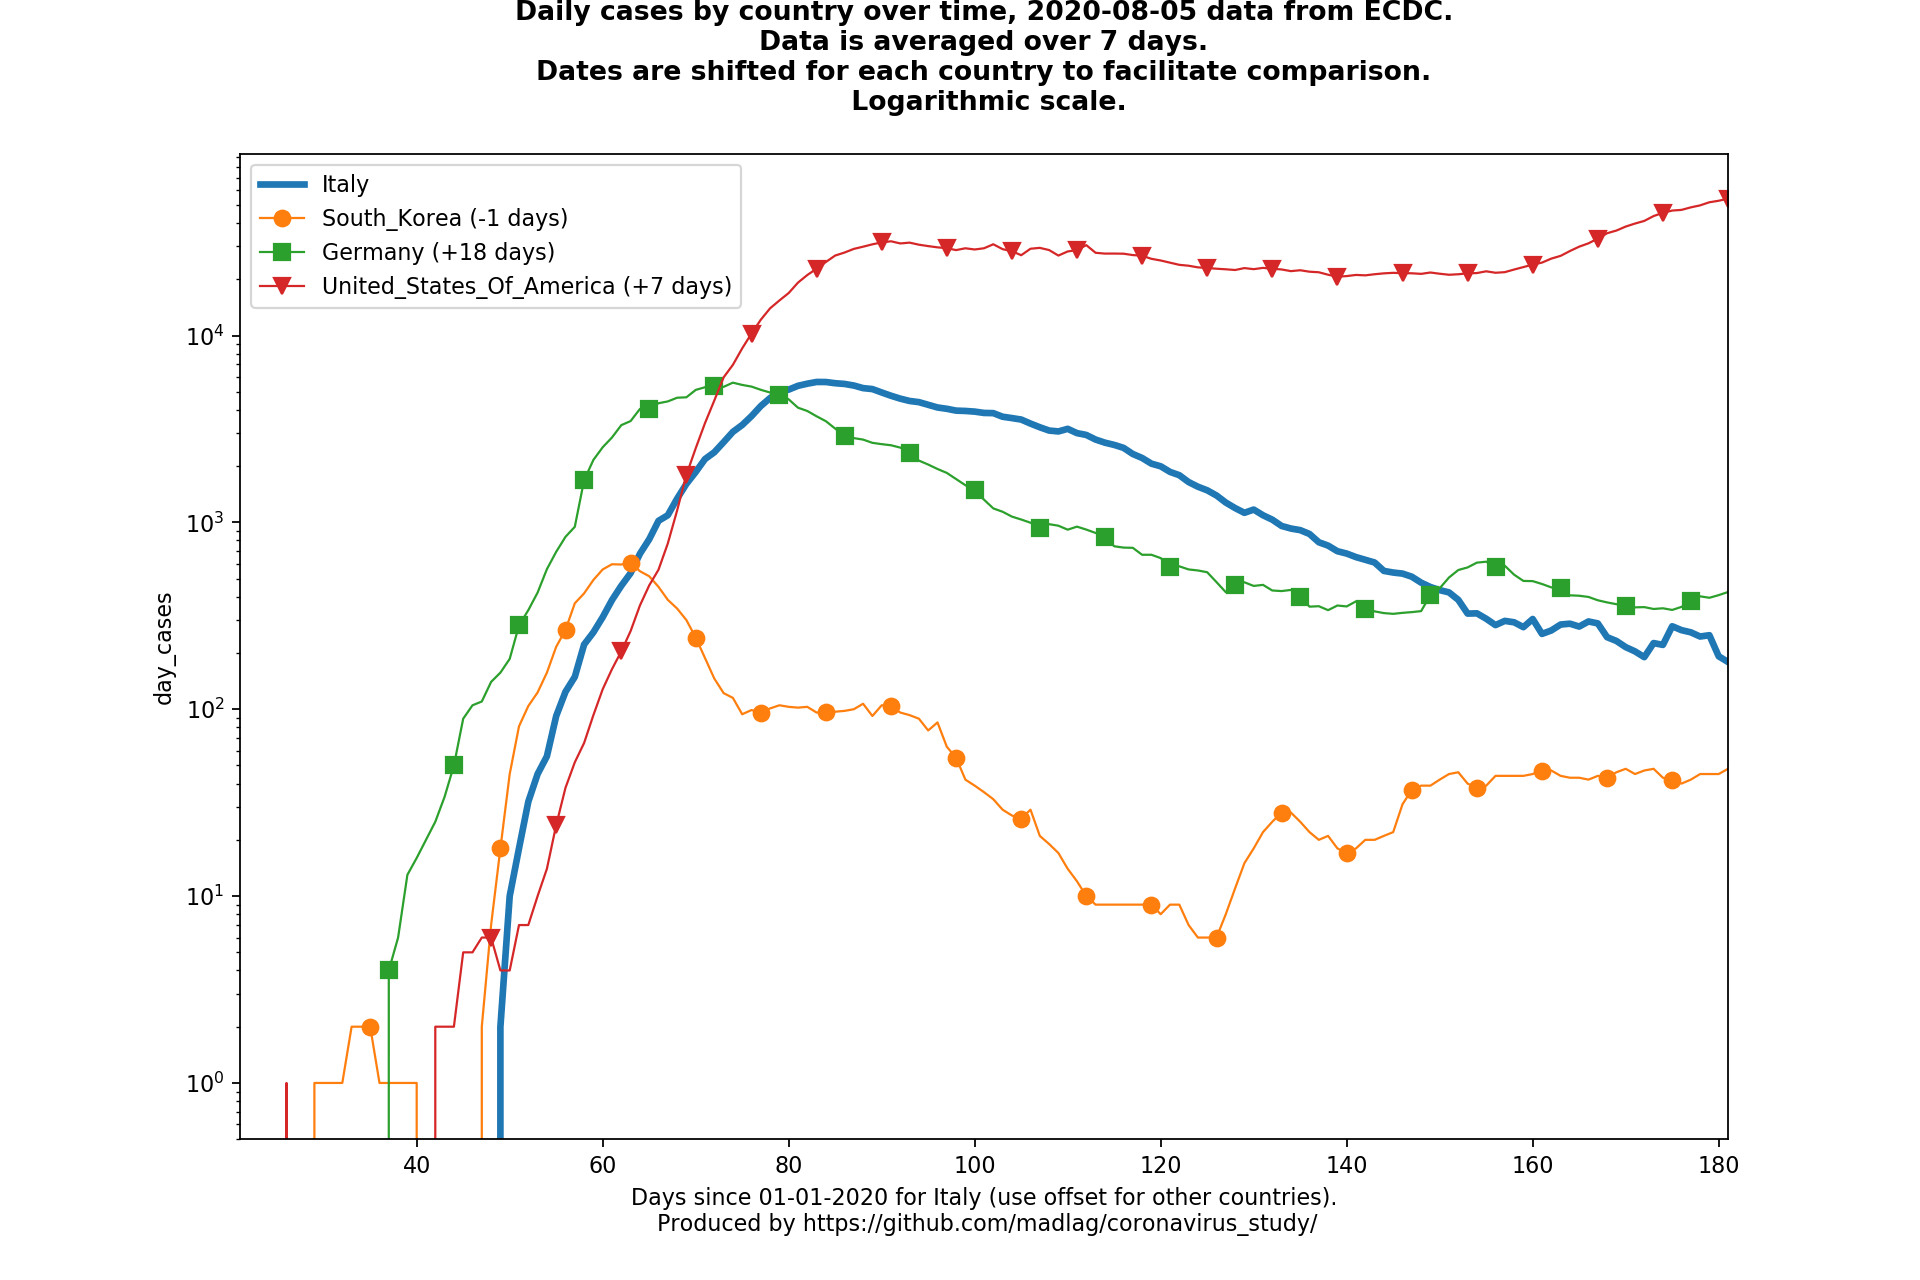 Daily cases by country over time, 2020-08-05 data from ECDC.
Data is averaged over 7 days.
Dates are shifted for each country to facilitate comparison.
Logarithmic scale.
Italy
South_Korea (-1 days)
Germany (+18 days)
United_States_Of_America (+7 days)
10⁴
10³
10²
10¹
10⁰
day_cases
40 60 80 100 120 140 160 180
Days since 01-01-2020 for Italy (use offset for other countries).
Produced by https://github.com/madlag/coronavirus_study/